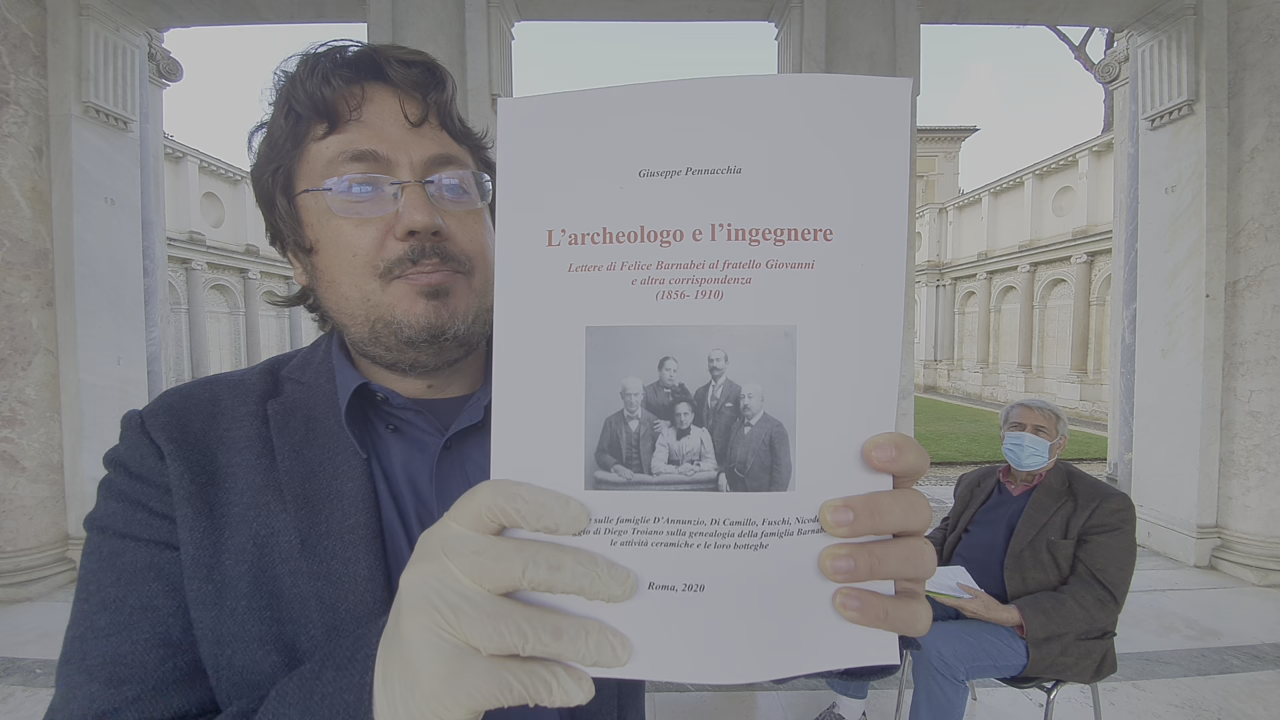 Giuseppe Pennacchia
L'archeologo e l'ingegnere
Lettere di Felice Barnabei al fratello Giovanni
e altra corrispondenza
(1856- 1910)
sulle famiglie D'Annunzio, Di Camillo, Fuschi,
di Diego Troiano sulla genealogia della famiglia
le attività ceramiche e le loro botteghe
Roma, 2020